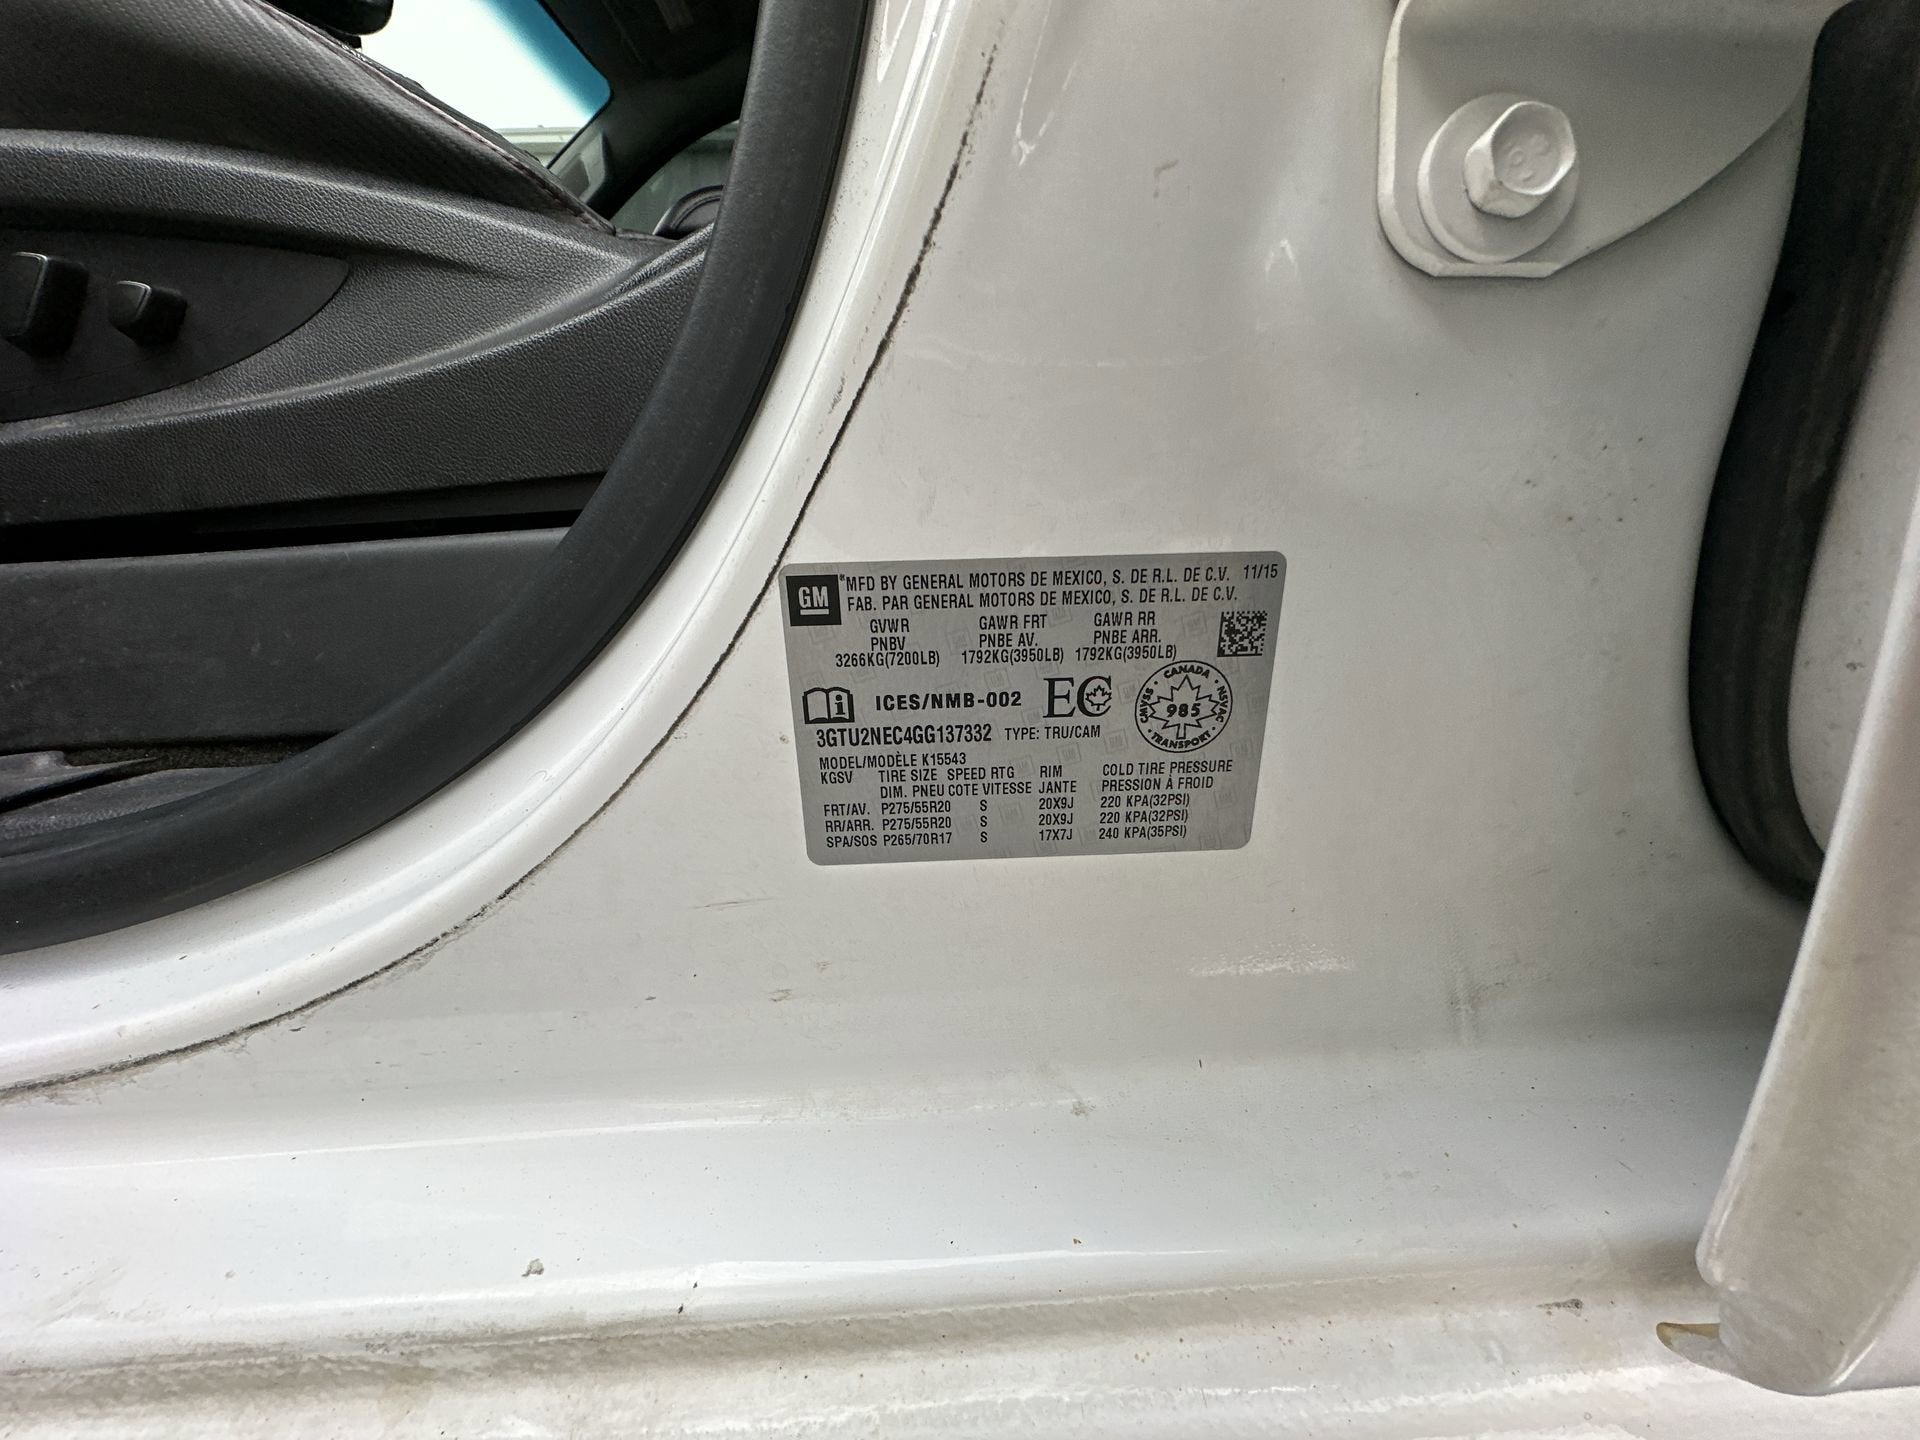 GM
*MFD BY GENERAL MOTORS DE MEXICO, S. DE R.L. DE C.V. 11/15
FAB. PAR GENERAL MOTORS DE MEXICO, S. DE R.L. DE C.V.
GVWR GAWR FRT GAWR RR
PNBV PNBE AV. PNBE ARR.
3266KG(7200LB) 1792KG(3950LB) 1792KG(3950LB)
i ICES/NMB-002 EC
CANADA NSVAC TRANSPORT CMVSS
985
3GTU2NEC4GG137332 TYPE: TRU/CAM
MODEL/MODÈLE K15543
KGSV TIRE SIZE SPEED RTG RIM COLD TIRE PRESSURE
DIM. PNEU COTE VITESSE JANTE PRESSION À FROID
FRT/AV. P275/55R20 S 20X9J 220 KPA(32PSI)
RR/ARR. P275/55R20 S 20X9J 220 KPA(32PSI)
SPA/SOS P265/70R17 S 17X7J 240 KPA(35PSI)